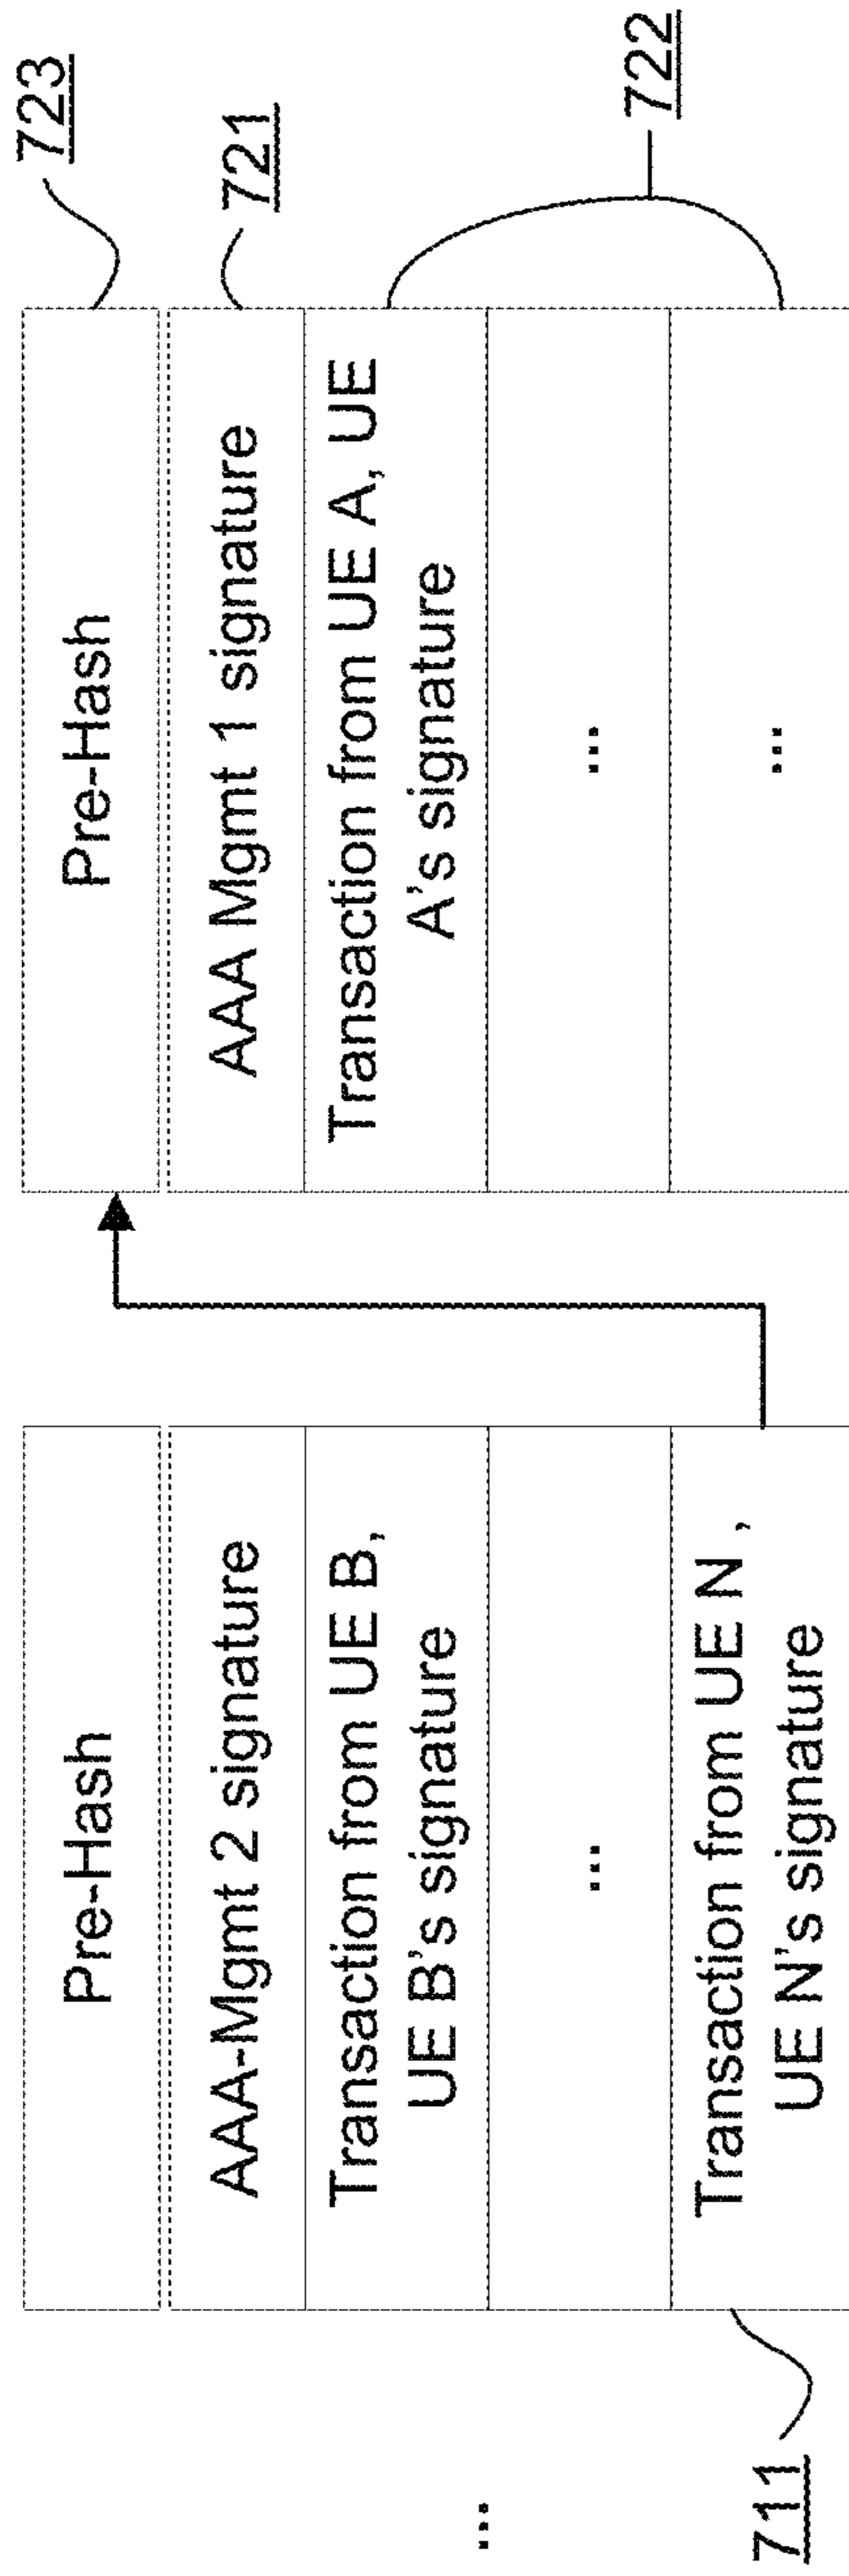 ...
711
Pre-Hash
AAA-Mgmt 2 signature
Transaction from UE B,
UE B's signature
...
Transaction from UE N ,
UE N's signature
Pre-Hash
AAA Mgmt 1 signature
Transaction from UE A, UE
A's signature
...
...
723
721
722